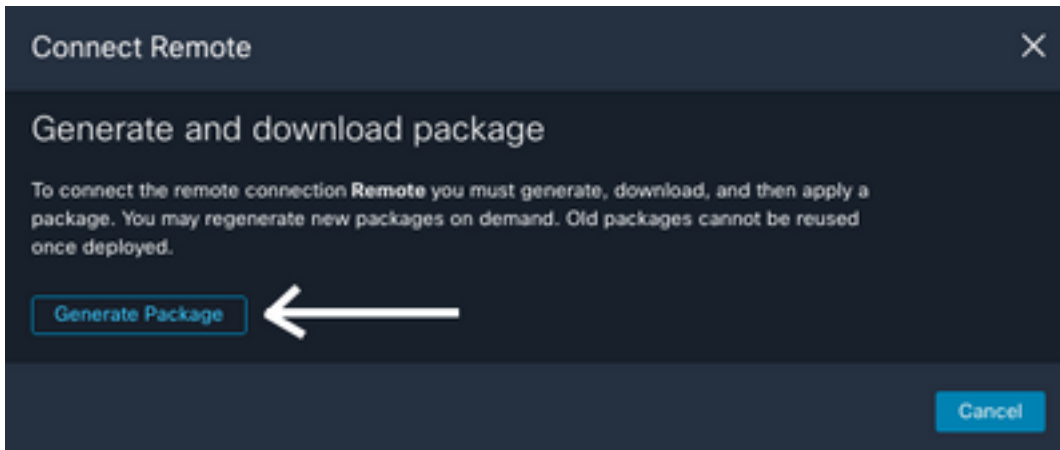 Connect Remote
Generate and download package
To connect the remote connection Remote you must generate, download, and then apply a
package. You may regenerate new packages on demand. Old packages cannot be reused
once deployed.
Generate Package
Cancel